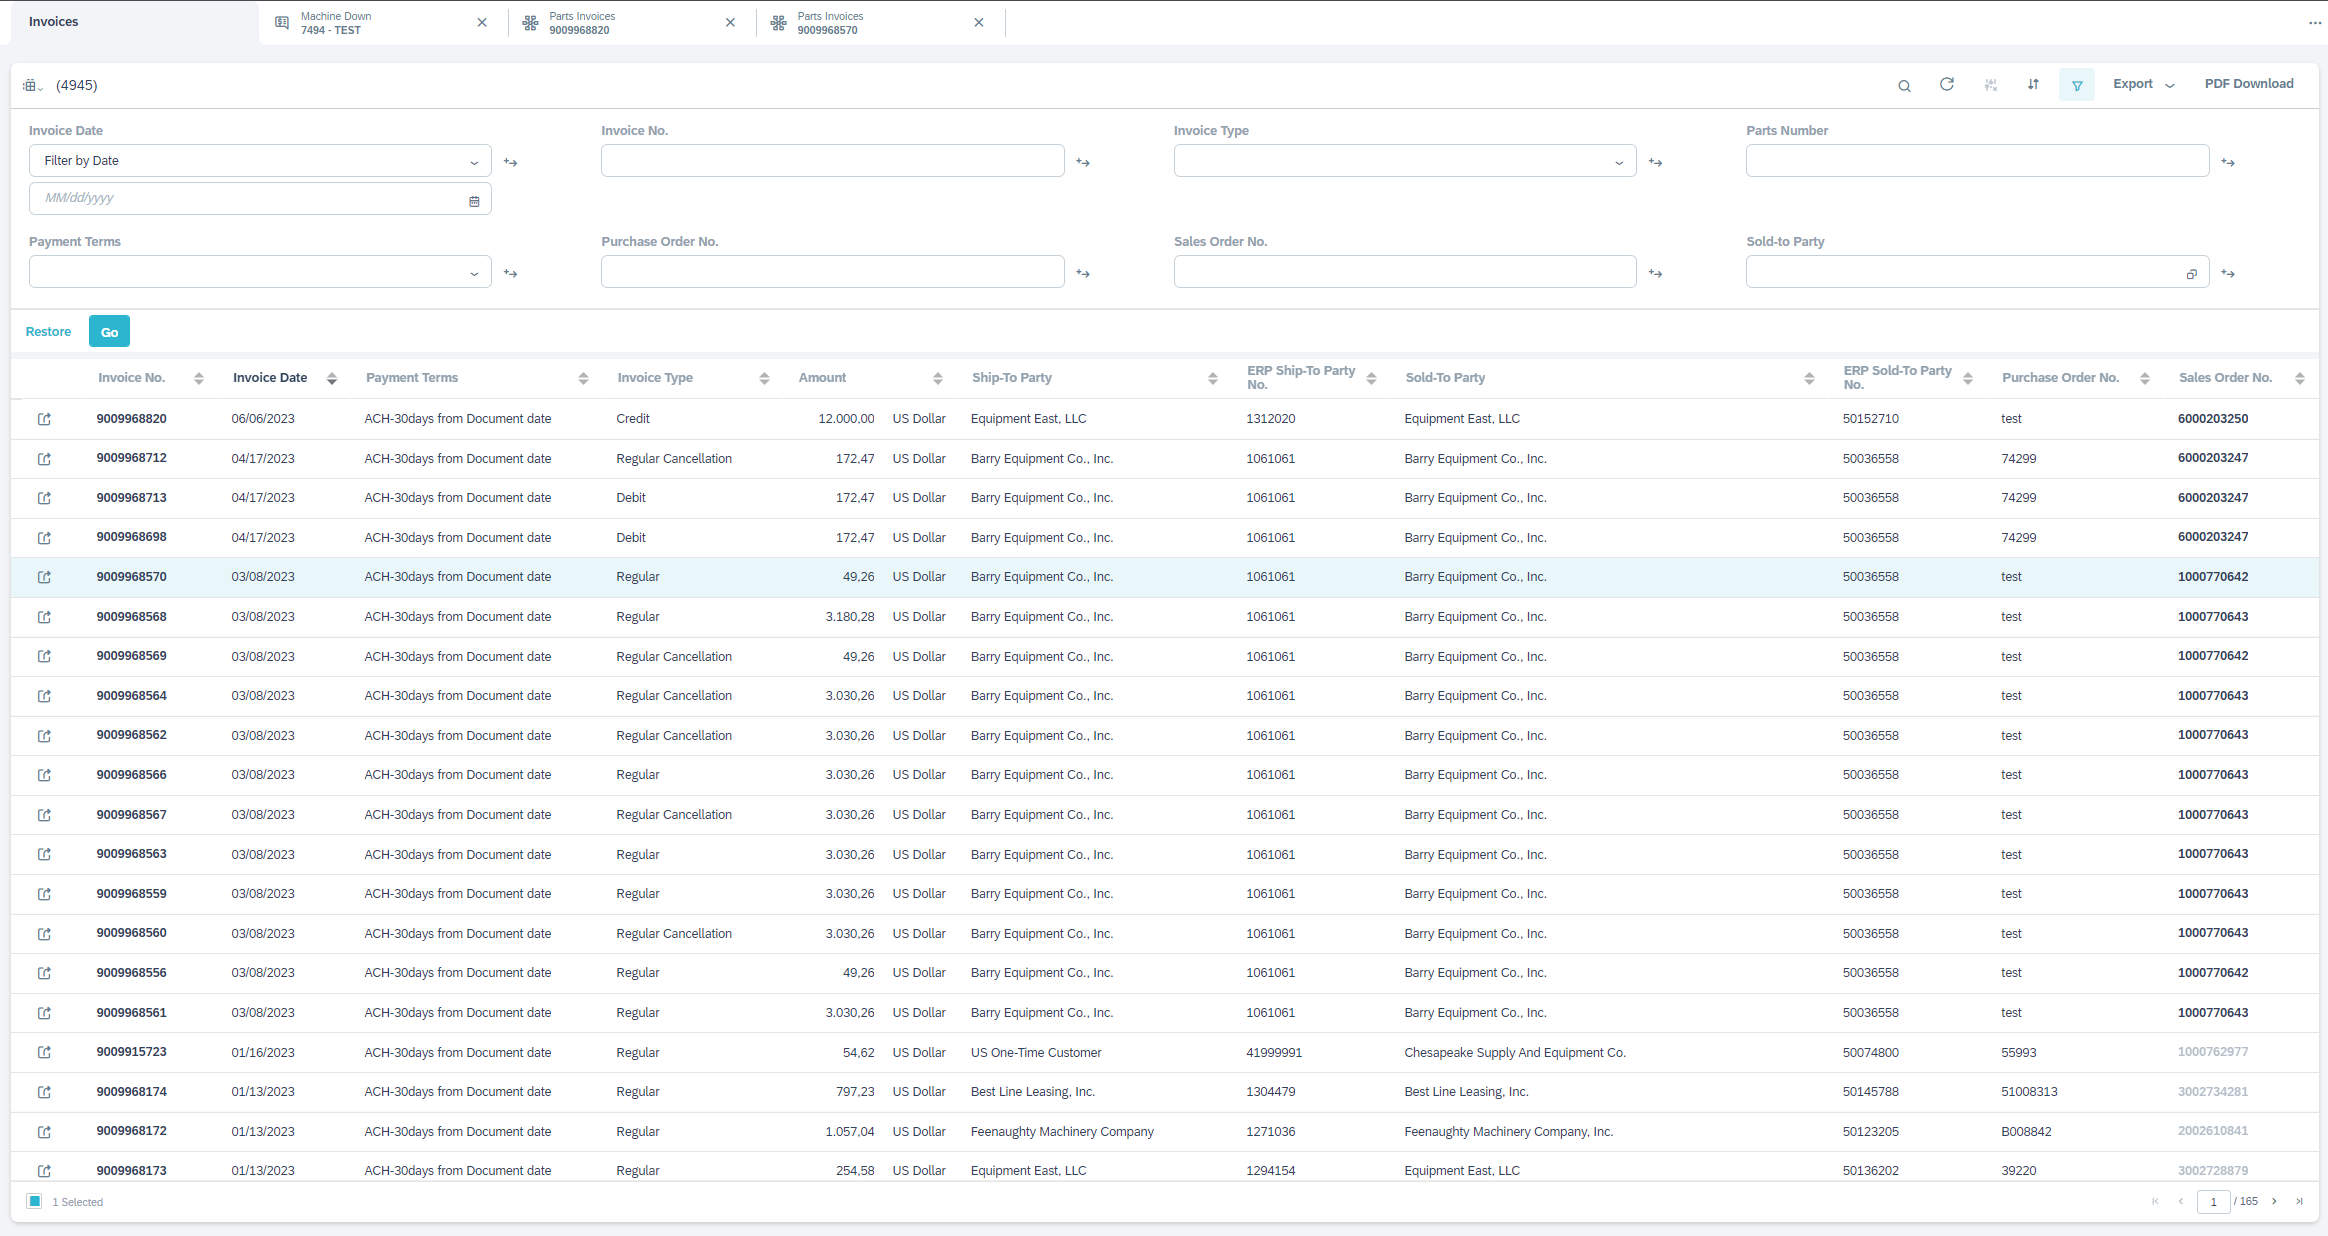 Invoices
Machine Down
7494 - TEST
Parts Invoices
9009968820
Parts Invoices
9009968570
(4945)
Export
PDF Download
Invoice Date
Invoice No.
Invoice Type
Parts Number
Filter by Date
MM/dd/yyyy
Payment Terms
Purchase Order No.
Sales Order No.
Sold-to Party
Restore
Go
Invoice No. Invoice Date Payment Terms Invoice Type Amount Ship-To Party ERP Ship-To Party No. Sold-To Party ERP Sold-To Party No. Purchase Order No. Sales Order No.
9009968820 06/06/2023 ACH-30days from Document date Credit 12.000,00 US Dollar Equipment East, LLC 1312020 Equipment East, LLC 50152710 test 6000203250
9009968712 04/17/2023 ACH-30days from Document date Regular Cancellation 172,47 US Dollar Barry Equipment Co., Inc. 1061061 Barry Equipment Co., Inc. 50036558 74299 6000203247
9009968713 04/17/2023 ACH-30days from Document date Debit 172,47 US Dollar Barry Equipment Co., Inc. 1061061 Barry Equipment Co., Inc. 50036558 74299 6000203247
9009968698 04/17/2023 ACH-30days from Document date Debit 172,47 US Dollar Barry Equipment Co., Inc. 1061061 Barry Equipment Co., Inc. 50036558 74299 6000203247
9009968570 03/08/2023 ACH-30days from Document date Regular 49,26 US Dollar Barry Equipment Co., Inc. 1061061 Barry Equipment Co., Inc. 50036558 test 1000770642
9009968568 03/08/2023 ACH-30days from Document date Regular 3.180,28 US Dollar Barry Equipment Co., Inc. 1061061 Barry Equipment Co., Inc. 50036558 test 1000770643
9009968569 03/08/2023 ACH-30days from Document date Regular Cancellation 49,26 US Dollar Barry Equipment Co., Inc. 1061061 Barry Equipment Co., Inc. 50036558 test 1000770642
9009968564 03/08/2023 ACH-30days from Document date Regular Cancellation 3.030,26 US Dollar Barry Equipment Co., Inc. 1061061 Barry Equipment Co., Inc. 50036558 test 1000770643
9009968562 03/08/2023 ACH-30days from Document date Regular Cancellation 3.030,26 US Dollar Barry Equipment Co., Inc. 1061061 Barry Equipment Co., Inc. 50036558 test 1000770643
9009968566 03/08/2023 ACH-30days from Document date Regular 3.030,26 US Dollar Barry Equipment Co., Inc. 1061061 Barry Equipment Co., Inc. 50036558 test 1000770643
9009968567 03/08/2023 ACH-30days from Document date Regular Cancellation 3.030,26 US Dollar Barry Equipment Co., Inc. 1061061 Barry Equipment Co., Inc. 50036558 test 1000770643
9009968563 03/08/2023 ACH-30days from Document date Regular 3.030,26 US Dollar Barry Equipment Co., Inc. 1061061 Barry Equipment Co., Inc. 50036558 test 1000770643
9009968559 03/08/2023 ACH-30days from Document date Regular 3.030,26 US Dollar Barry Equipment Co., Inc. 1061061 Barry Equipment Co., Inc. 50036558 test 1000770643
9009968560 03/08/2023 ACH-30days from Document date Regular Cancellation 3.030,26 US Dollar Barry Equipment Co., Inc. 1061061 Barry Equipment Co., Inc. 50036558 test 1000770643
9009968556 03/08/2023 ACH-30days from Document date Regular 49,26 US Dollar Barry Equipment Co., Inc. 1061061 Barry Equipment Co., Inc. 50036558 test 1000770642
9009968561 03/08/2023 ACH-30days from Document date Regular 3.030,26 US Dollar Barry Equipment Co., Inc. 1061061 Barry Equipment Co., Inc. 50036558 test 1000770643
9009915723 01/16/2023 ACH-30days from Document date Regular 54,62 US Dollar US One-Time Customer 41999991 Chesapeake Supply And Equipment Co. 50074800 55993 1000762977
9009968174 01/13/2023 ACH-30days from Document date Regular 797,23 US Dollar Best Line Leasing, Inc. 1304479 Best Line Leasing, Inc. 50145788 51008313 3002734281
9009968172 01/13/2023 ACH-30days from Document date Regular 1.057,04 US Dollar Feenaughty Machinery Company 1271036 Feenaughty Machinery Company, Inc. 50123205 B008842 2002610841
9009968173 01/13/2023 ACH-30days from Document date Regular 254,58 US Dollar Equipment East, LLC 1294154 Equipment East, LLC 50136202 39220 3002728879
1 Selected
1 / 165